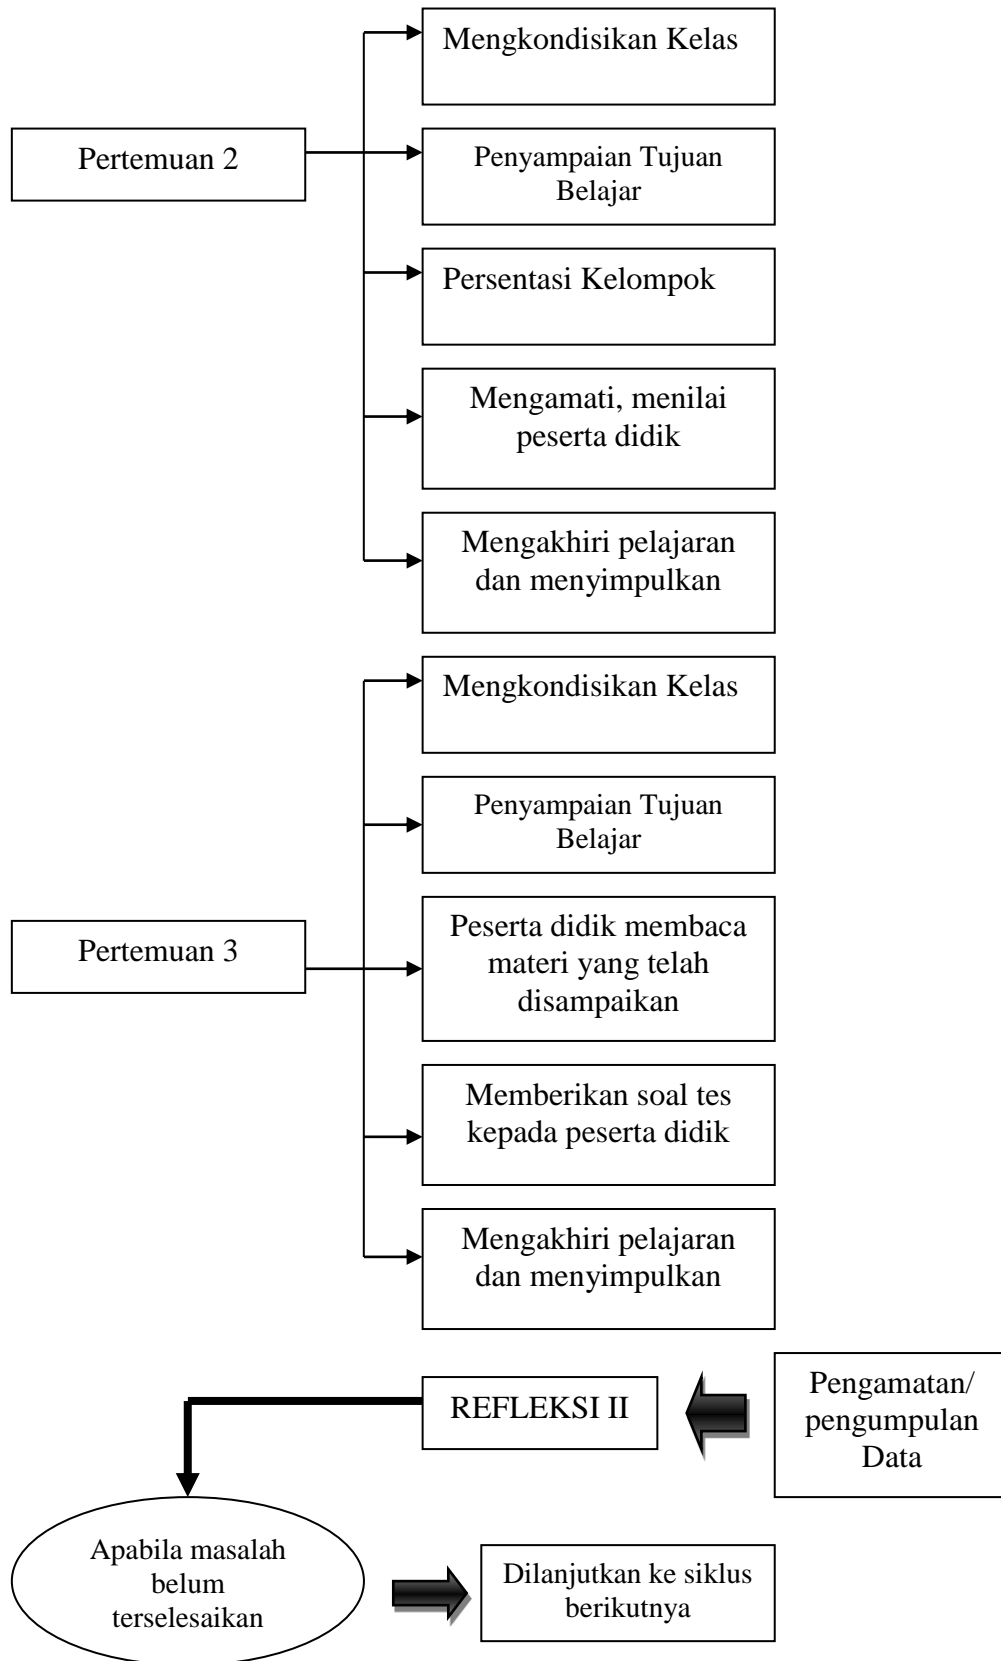 Mengkondisikan Kelas
Pertemuan 2
Penyampaian Tujuan
Belajar
Persentasi Kelompok
Mengamati, menilai
peserta didik
Mengakhiri pelajaran
dan menyimpulkan
Mengkondisikan Kelas
Penyampaian Tujuan
Belajar
Pertemuan 3
Peserta didik membaca
materi yang telah
disampaikan
Memberikan soal tes
kepada peserta didik
Mengakhiri pelajaran
dan menyimpulkan
REFLEKSI II
Pengamatan/
pengumpulan
Data
Apabila masalah
belum
terselesaikan
Dilanjutkan ke siklus
berikutnya